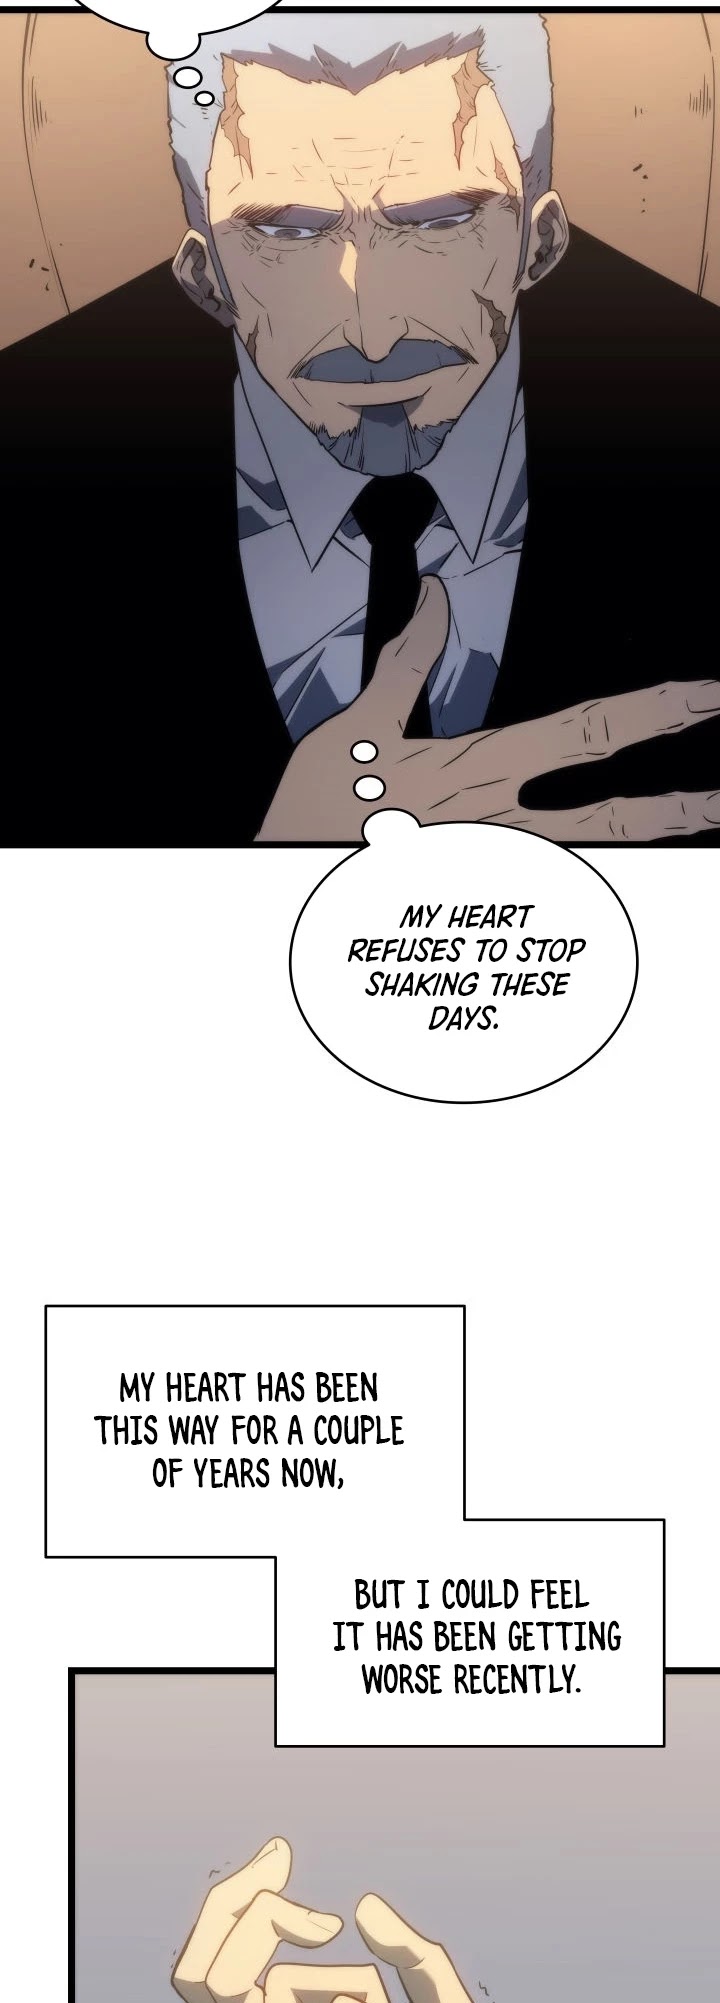 MY HEART
REFUSES TO STOP
SHAKING THESE
DAYS.
MY HEART HAS BEEN
THIS WAY FOR A COUPLE
OF YEARS NOW,
BUT I COULD FEEL
IT HAS BEEN GETTING
WORSE RECENTLY.